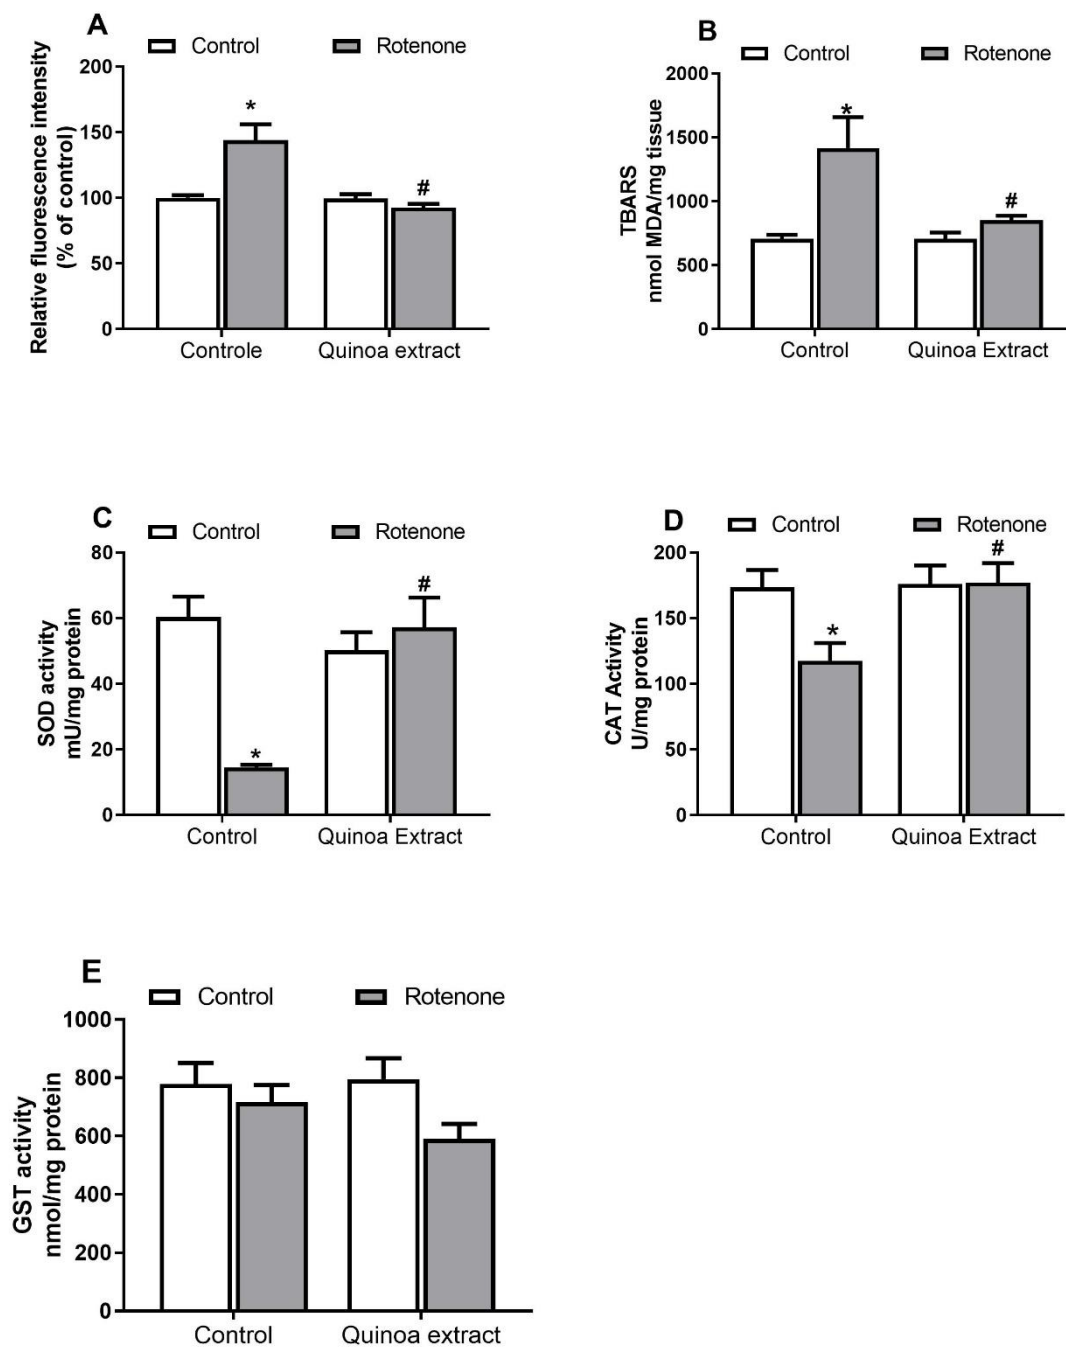 A
Control Rotenone
Relative fluorescence intensity
(% of control)
200
150
100
50
0
*
#
Controle Quinoa extract
B
Control Rotenone
TBARS
nmol MDA/mg tissue
2000
1500
1000
500
0
*
#
Control Quinoa Extract
C
Control Rotenone
SOD activity
mU/mg protein
80
60
40
20
0
*
#
Control Quinoa Extract
D
Control Rotenone
CAT Activity
U/mg protein
200
150
100
50
0
*
#
Control Quinoa Extract
E
Control Rotenone
GST activity
nmol/mg protein
1000
800
600
400
200
0
Control Quinoa extract